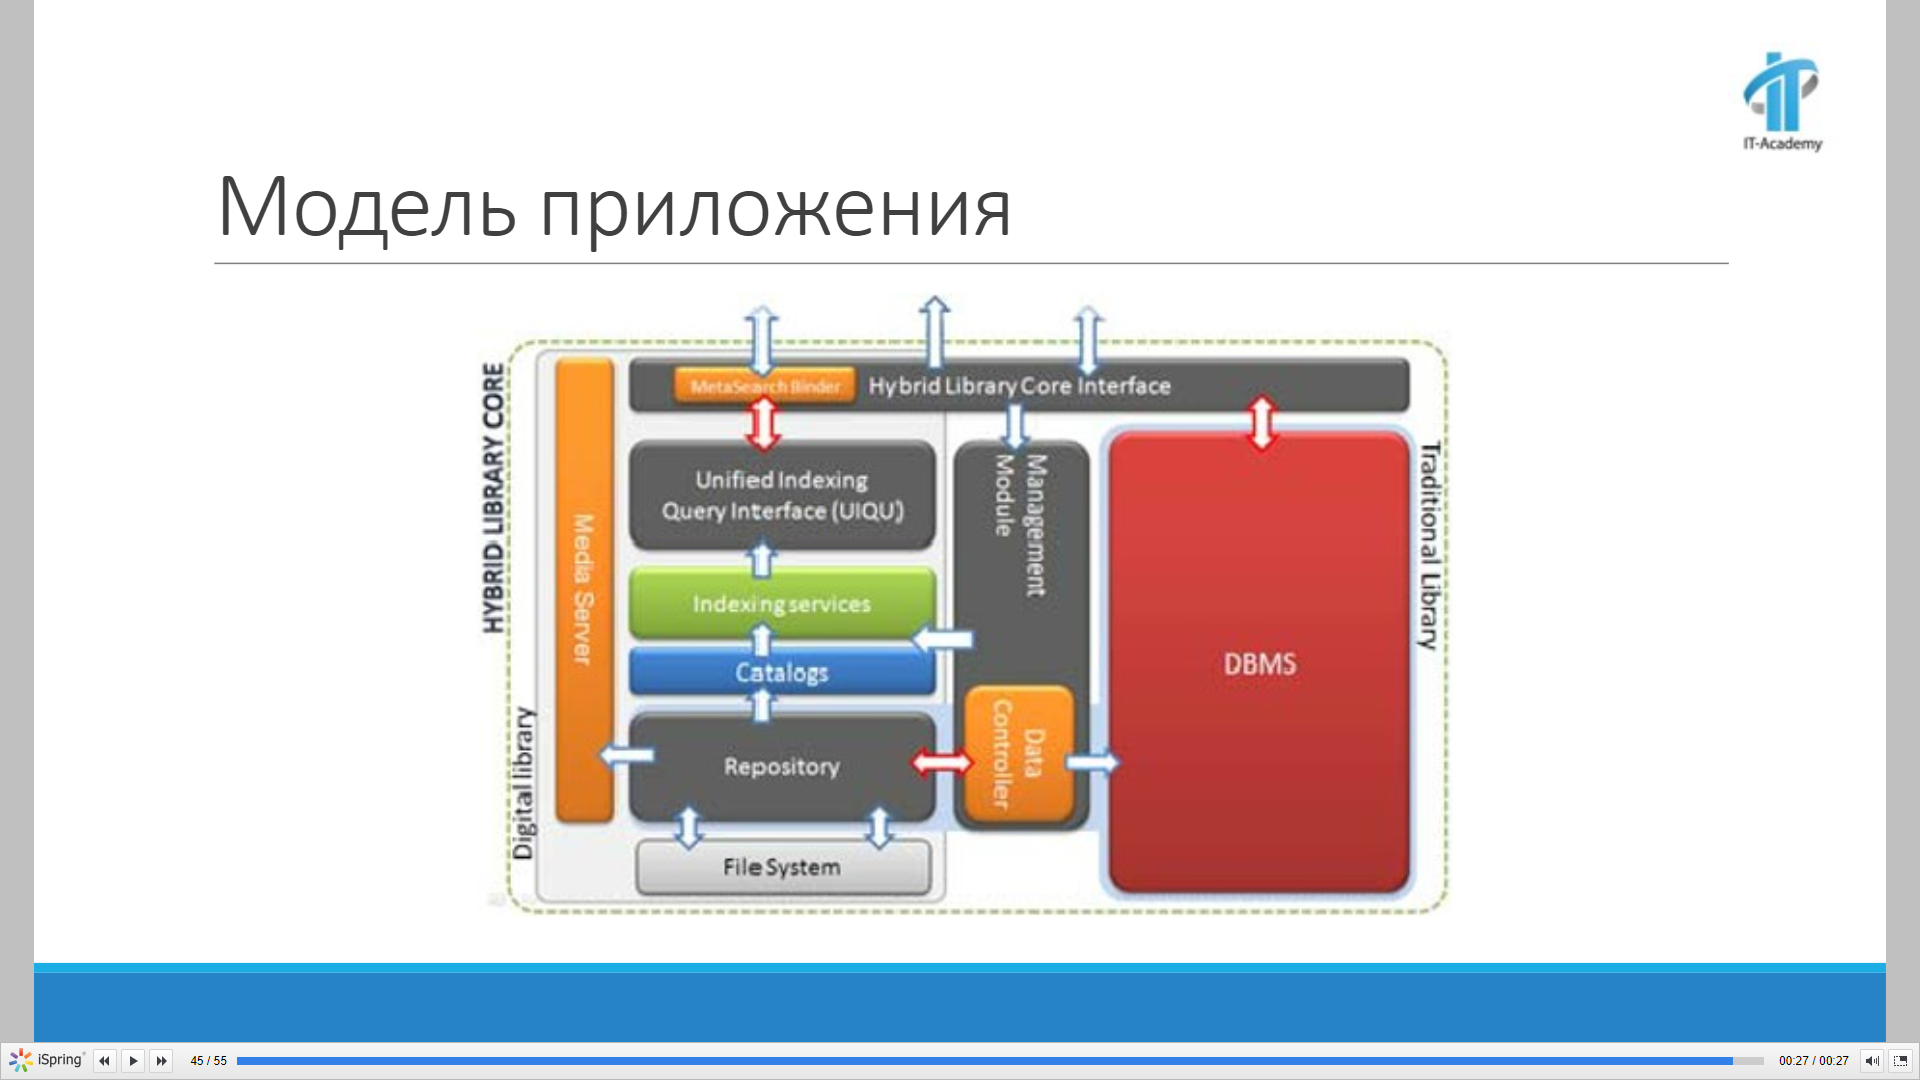 IT-Academy
Модель приложения
HYBRID LIBRARY CORE
Digital library
Media Server
MetaSearch Binder
Hybrid Library Core Interface
Unified Indexing
Query Interface (UIQU)
Indexing services
Catalogs
Repository
File System
Management
Module
Data
Controller
DBMS
Traditional Library
iSpring
45 / 55
00:27 / 00:27